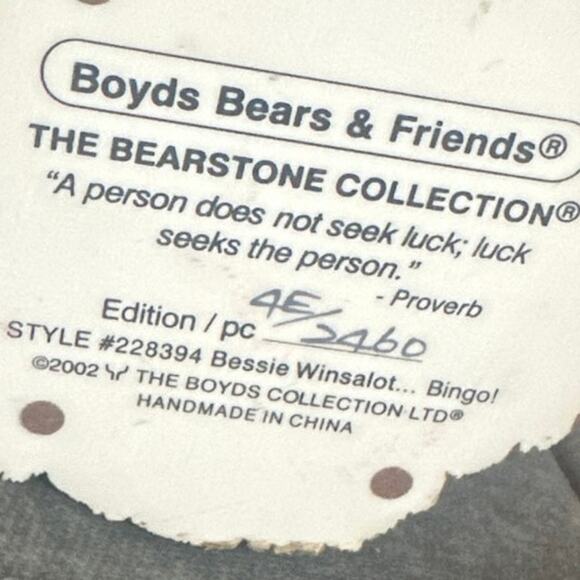 Boyds Bears & Friends®
THE BEARSTONE COLLECTION®
“A person does not seek luck; luck
seeks the person.”
- Proverb
Edition / pc 4E/2460
STYLE #228394 Bessie Winsalot... Bingo!
©2002 THE BOYDS COLLECTION LTD®
HANDMADE IN CHINA